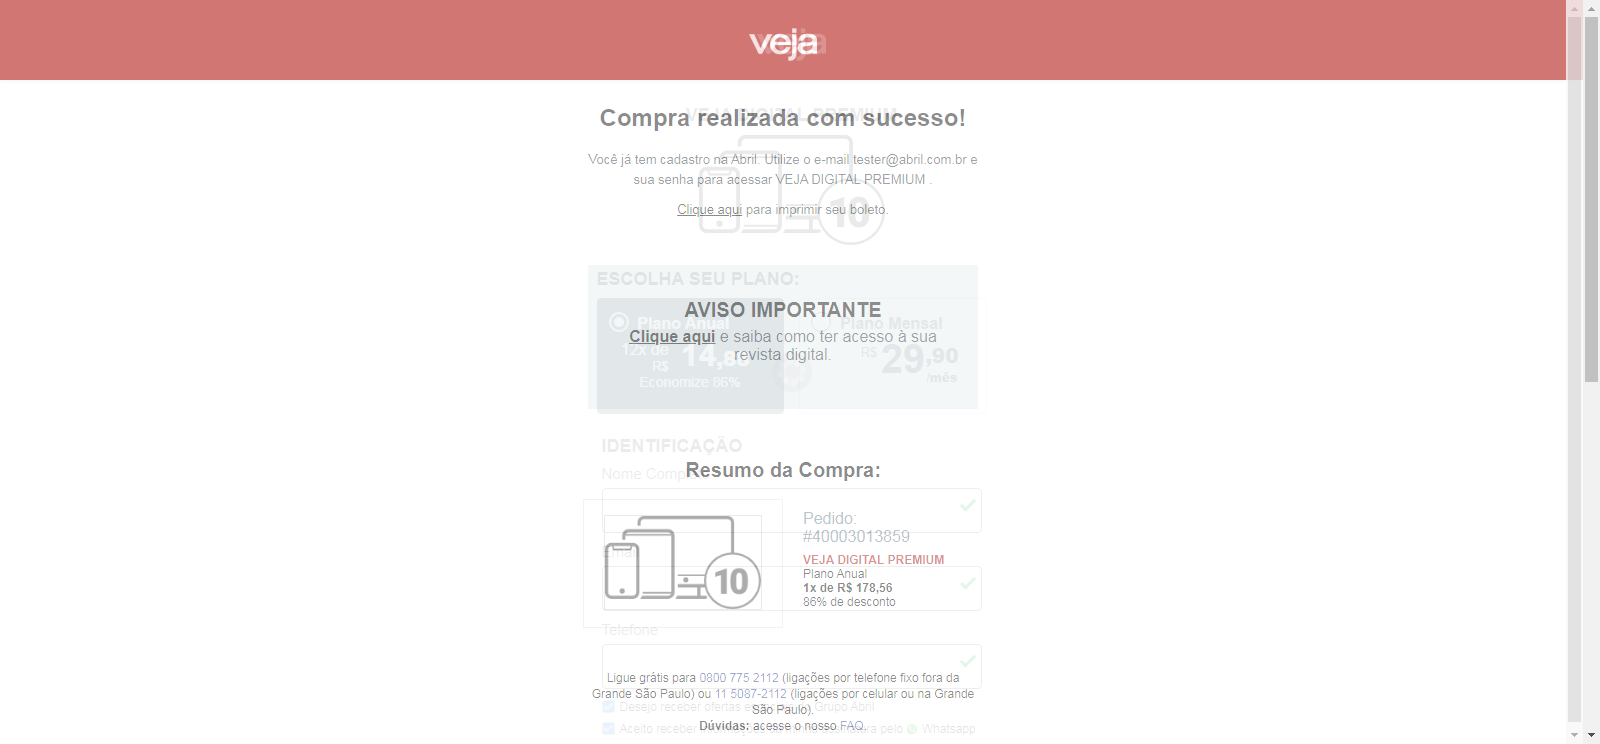 veja
VEJA DIGITAL PREMIUM
Compra realizada com sucesso!
Você já tem cadastro na Abril. Utilize o e-mail tester@abril.com.br e
sua senha para acessar VEJA DIGITAL PREMIUM .
Clique aqui para imprimir seu boleto.
10
ESCOLHA SEU PLANO:
AVISO IMPORTANTE
Clique aqui e saiba como ter acesso à sua
revista digital.
Plano Anual
12x de
R$
14,88
Economize 86%
Plano Mensal
R$ 29,90
/mês
IDENTIFICAÇÃO
Nome
Resumo da Compra:
Pedido:
#40003013859
Email
VEJA DIGITAL PREMIUM
Plano Anual
1x de R$ 178,56
86% de desconto
10
Telefone
Ligue grátis para 0800 775 2112 (ligações por telefone fixo fora da
Grande São Paulo) ou 11 5087-2112 (ligações por celular ou na Grande
São Paulo).
Desejo receber ofertas Grupo Abril
Dúvidas: acesse o nosso FAQ.
Aceito receber pelo Whatsapp